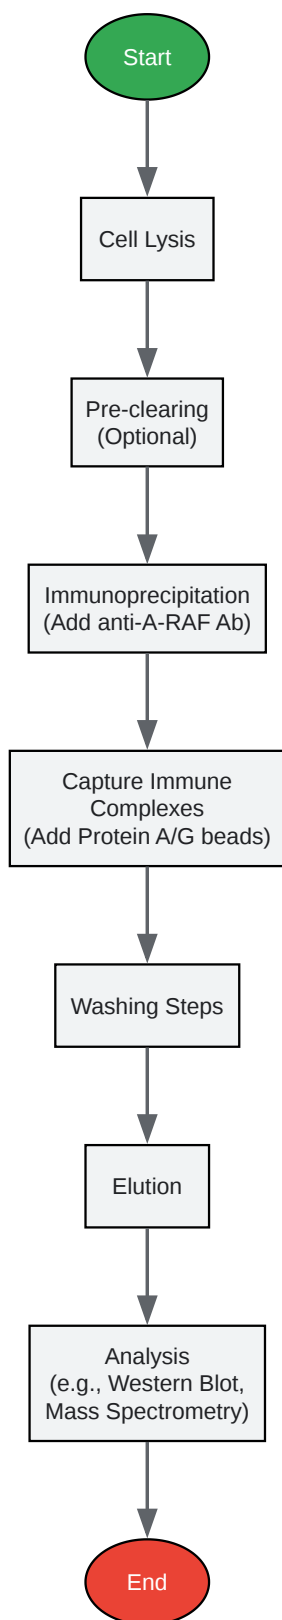 Start
Cell Lysis
Pre-clearing
(Optional)
Immunoprecipitation
(Add anti-A-RAF Ab)
Capture Immune
Complexes
(Add Protein A/G beads)
Washing Steps
Elution
Analysis
(e.g., Western Blot,
Mass Spectrometry)
End